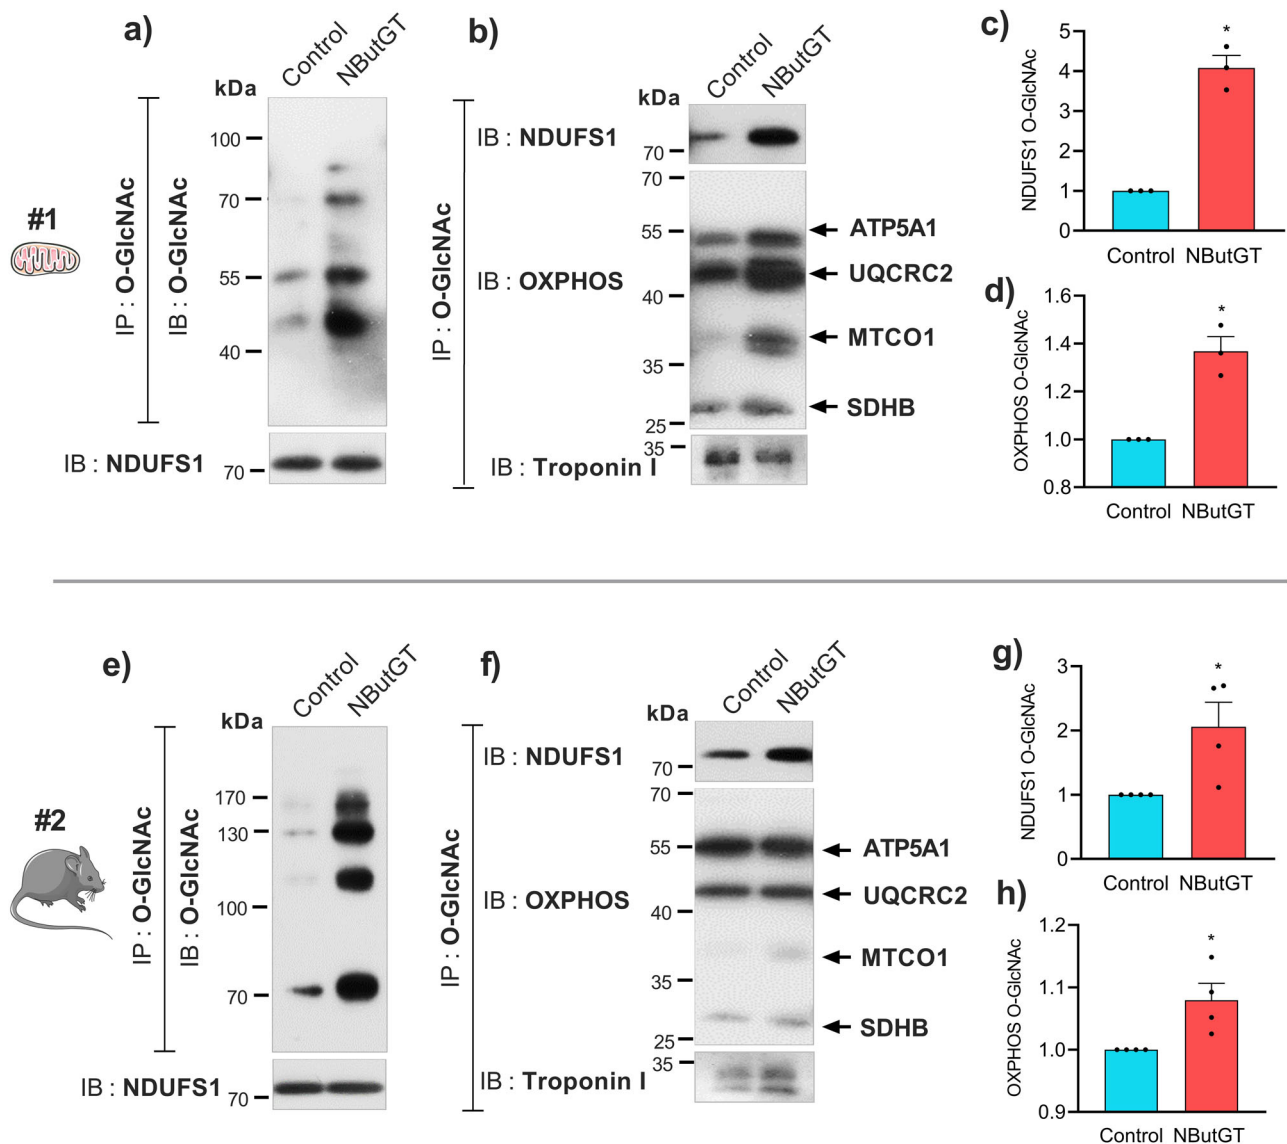 a)
Control
NButGT
kDa
#1
IP : O-GlcNAc
IB : O-GlcNAc
100
70
55
40
IB : NDUFS1
70
b)
Control
NButGT
kDa
IP : O-GlcNAc
IB : NDUFS1
70
70
55
ATP5A1
IB : OXPHOS
UQCRC2
40
MTCO1
35
SDHB
25
IB : Troponin I
35
c)
NDUFS1 O-GlcNAc
5
4
3
2
1
0
*
Control NButGT
d)
OXPHOS O-GlcNAc
1.6
1.4
1.2
1.0
0.8
*
Control NButGT
e)
Control
NButGT
kDa
#2
IP : O-GlcNAc
IB : O-GlcNAc
170
130
100
70
IB : NDUFS1
70
f)
Control
NButGT
kDa
IP : O-GlcNAc
IB : NDUFS1
70
70
55
ATP5A1
IB : OXPHOS
UQCRC2
40
MTCO1
35
SDHB
25
IB : Troponin I
35
g)
NDUFS1 O-GlcNAc
3
2
1
0
*
Control NButGT
h)
OXPHOS O-GlcNAc
1.2
1.1
1.0
0.9
*
Control NButGT